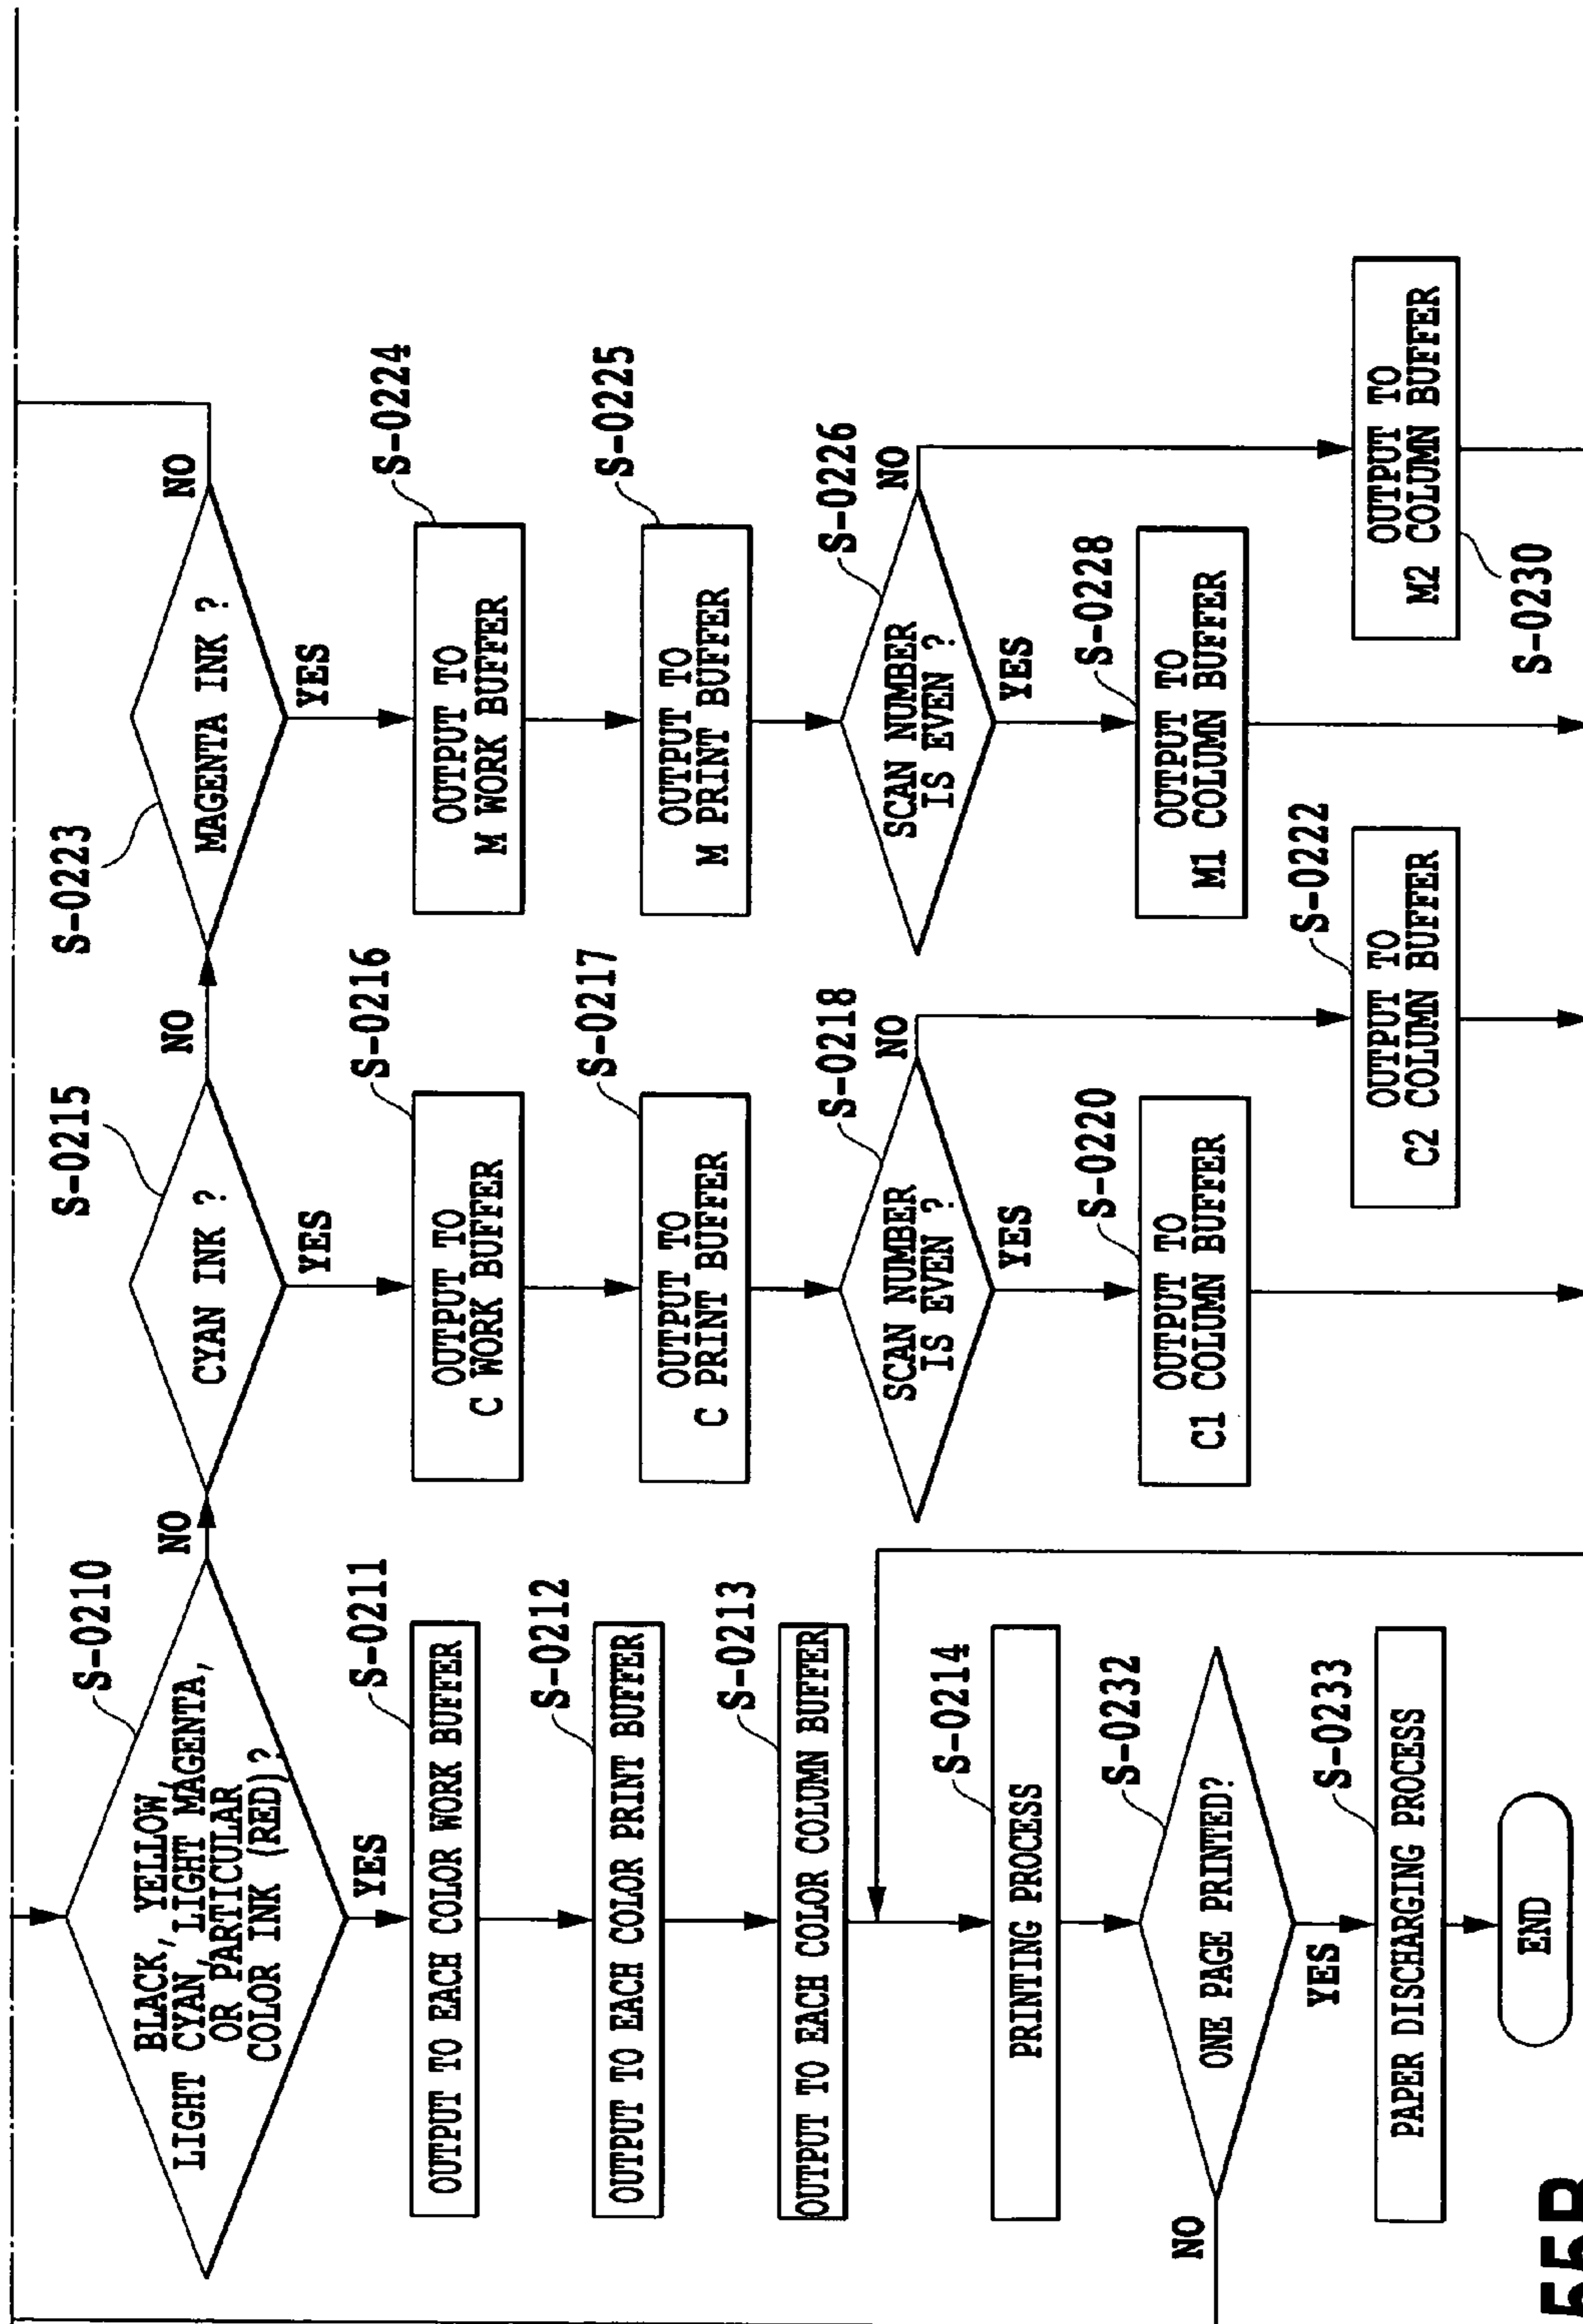 S-0210
BLACK, YELLOW,
LIGHT CYAN, LIGHT MAGENTA,
OR PARTICULAR
COLOR INK (RED)?
NO
YES
S-0211
OUTPUT TO EACH COLOR WORK BUFFER
S-0212
OUTPUT TO EACH COLOR PRINT BUFFER
S-0213
OUTPUT TO EACH COLOR COLUMN BUFFER
S-0214
PRINTING PROCESS
S-0232
ONE PAGE PRINTED?
NO
YES
S-0233
PAPER DISCHARGING PROCESS
END
S-0215
CYAN INK ?
NO
YES
S-0216
OUTPUT TO
C WORK BUFFER
S-0217
OUTPUT TO
C PRINT BUFFER
S-0218
SCAN NUMBER
IS EVEN ?
NO
YES
S-0220
OUTPUT TO
C1 COLUMN BUFFER
S-0222
OUTPUT TO
C2 COLUMN BUFFER
S-0223
MAGENTA INK ?
NO
YES
S-0224
OUTPUT TO
M WORK BUFFER
S-0225
OUTPUT TO
M PRINT BUFFER
S-0226
SCAN NUMBER
IS EVEN ?
NO
YES
S-0228
OUTPUT TO
M1 COLUMN BUFFER
OUTPUT TO
M2 COLUMN BUFFER
S-0230
55B